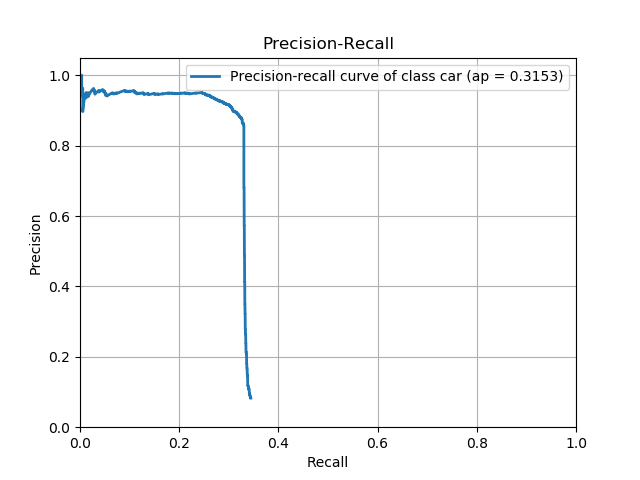 Precision-Recall
Precision-recall curve of class car (ap = 0.3153)
1.0
0.8
0.6
0.4
0.2
0.0
Precision
0.0 0.2 0.4 0.6 0.8 1.0
Recall